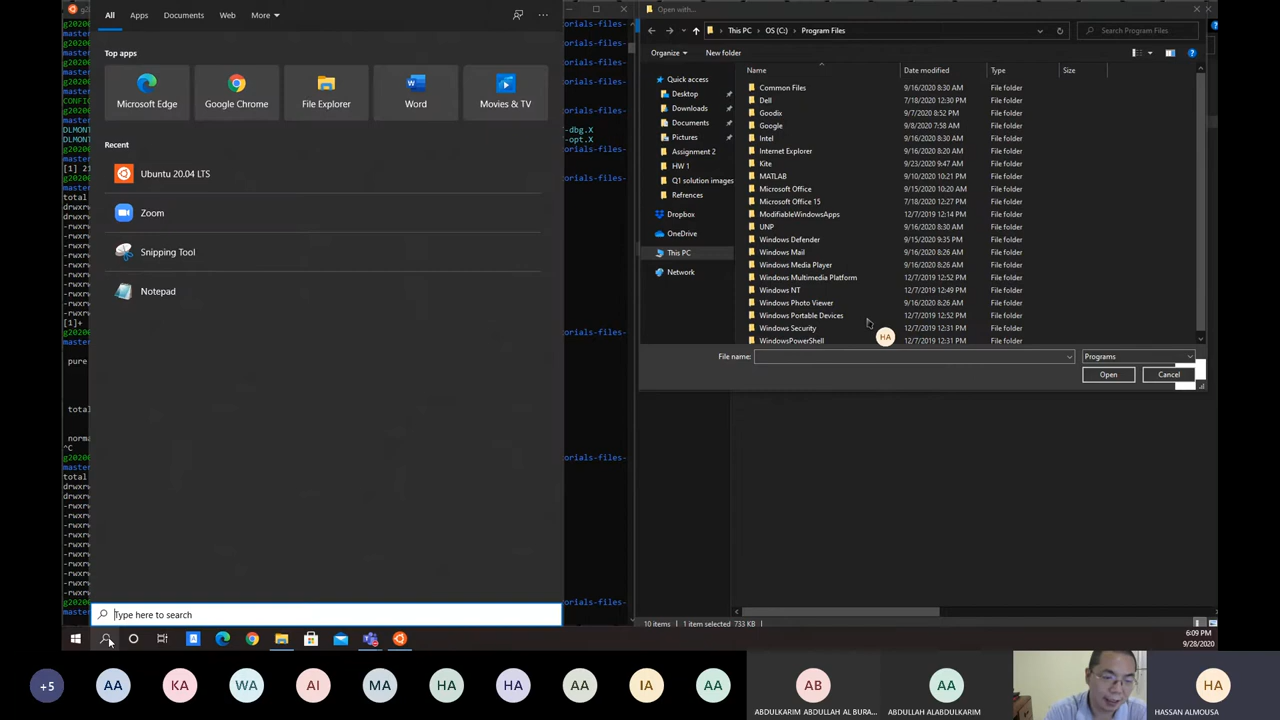 All Apps Documents Web More
Top apps
Microsoft Edge Google Chrome File Explorer Word Movies & TV
Recent
Ubuntu 20.04 LTS
Zoom
Snipping Tool
Notepad
Type here to search
Open with...
This PC OS (C:) Program Files
Search Program Files
Organize New folder
Quick access
Desktop
Downloads
Documents
Pictures
Assignment 2
HW 1
Q1 solution images
Refrences
Dropbox
OneDrive
This PC
Network
Name Date modified Type Size
Common Files 9/16/2020 8:30 AM File folder
Dell 7/18/2020 12:30 PM File folder
Goodix 9/7/2020 8:52 PM File folder
Google 9/8/2020 7:58 AM File folder
Intel 9/16/2020 8:30 AM File folder
Internet Explorer 9/16/2020 8:20 AM File folder
Kite 9/23/2020 9:47 AM File folder
MATLAB 9/10/2020 10:21 PM File folder
Microsoft Office 9/15/2020 10:20 AM File folder
Microsoft Office 15 7/18/2020 12:27 PM File folder
ModifiableWindowsApps 12/7/2019 12:14 PM File folder
UNP 9/16/2020 8:30 AM File folder
Windows Defender 9/15/2020 9:35 PM File folder
Windows Mail 9/16/2020 8:26 AM File folder
Windows Media Player 9/16/2020 8:26 AM File folder
Windows Multimedia Platform 12/7/2019 12:52 PM File folder
Windows NT 12/7/2019 12:49 PM File folder
Windows Photo Viewer 9/16/2020 8:26 AM File folder
Windows Portable Devices 12/7/2019 12:52 PM File folder
Windows Security 12/7/2019 12:31 PM File folder
WindowsPowerShell 12/7/2019 12:31 PM File folder
HA
File name: Programs
Open Cancel
10 items 1 item selected 733 KB
6:09 PM
9/28/2020
+5 AA KA WA AI MA HA HA AA IA AA AB AA HA
ABDULKARIM ABDULLAH AL BURA... ABDULLAH ALABDULKARIM HASSAN ALMOUSA